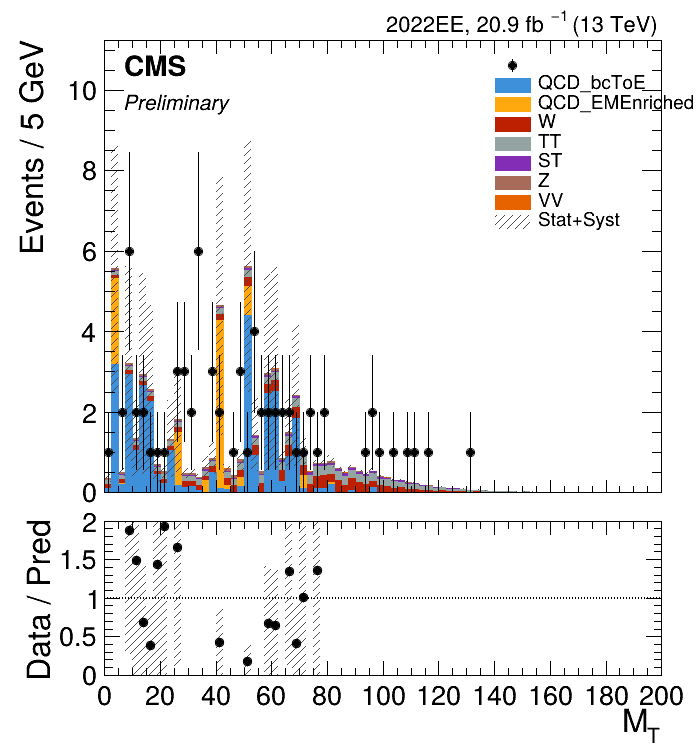 2022EE, 20.9 fb⁻¹ (13 TeV)
CMS
Preliminary
QCD_bcToE
QCD_EMEnrighed
W
TT
ST
Z
VV
Stat+Syst
Events / 5 GeV
10
8
6
4
2
0
Data / Pred
2
1.5
1
0.5
0
0 20 40 60 80 100 120 140 160 180 200
M_T